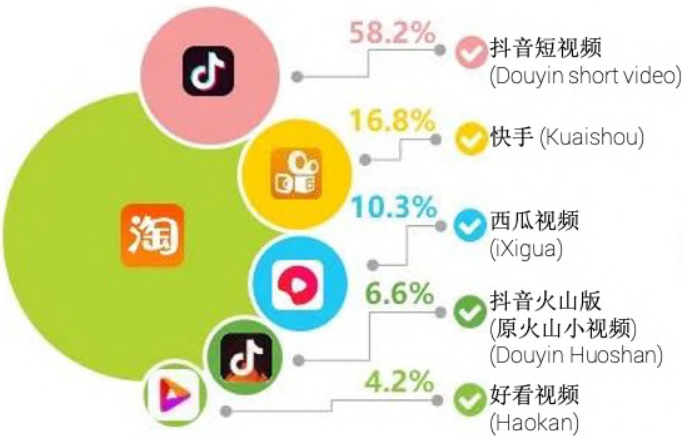 淘
58.2%
抖音短视频
(Douyin short video)
16.8%
快手 (Kuaishou)
10.3%
西瓜视频
(iXigua)
6.6%
抖音火山版
(原火山小视频)
(Douyin Huoshan)
4.2%
好看视频
(Haokan)